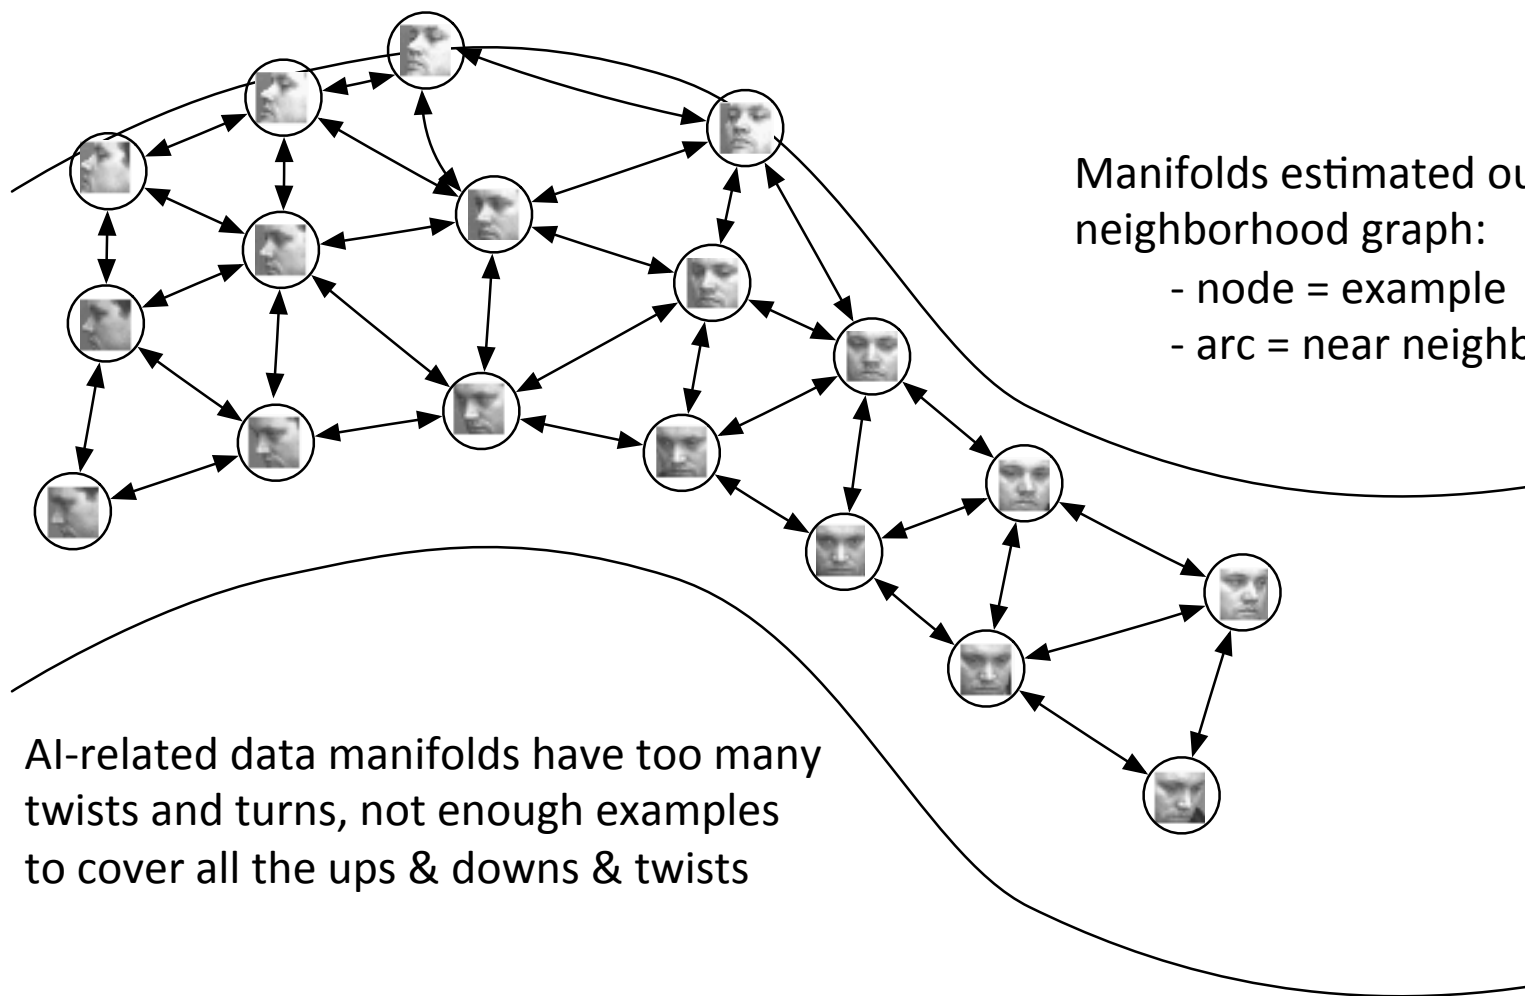 Manifolds estimated ou
neighborhood graph:
- node = example
- arc = near neighb
AI-related data manifolds have too many
twists and turns, not enough examples
to cover all the ups & downs & twists